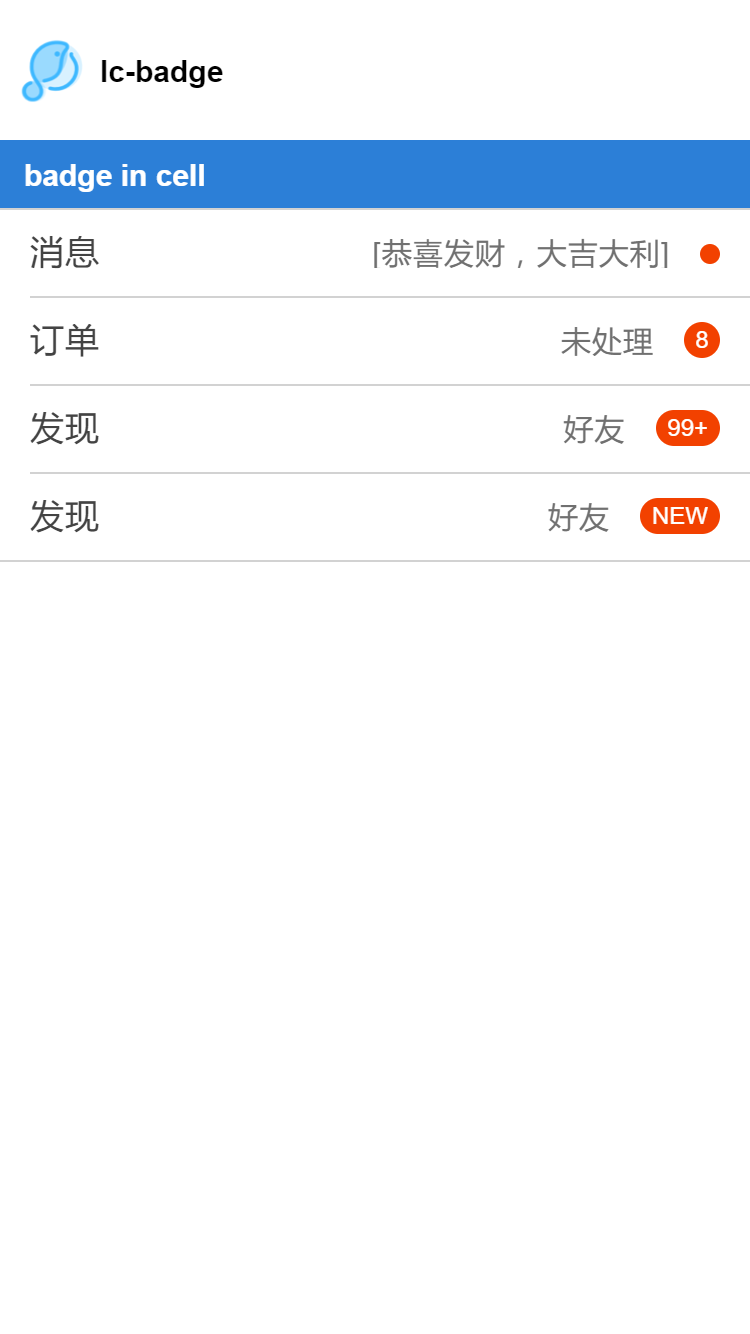 lc-badge
badge in cell
消息 [恭喜发财，大吉大利] 
订单 未处理 8
发现 好友 99+
发现 好友 NEW